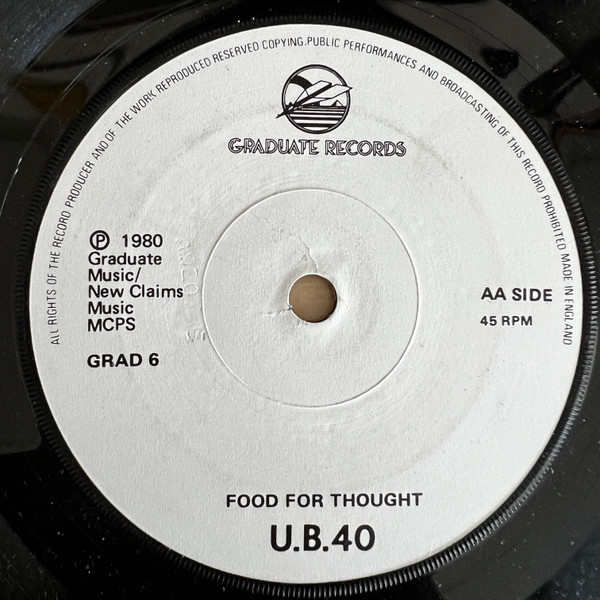 ALL RIGHTS OF THE RECORD PRODUCER AND OF THE WORK REPRODUCED RESERVED COPYING.PUBLIC PERFORMANCES AND BROADCASTING OF THIS RECORD PROHIBITED MADE IN ENGLAND
GRADUATE RECORDS
Ⓟ 1980
Graduate
Music/
New Claims
Music
MCPS
GRAD 6
AA SIDE
45 RPM
FOOD FOR THOUGHT
U.B.40